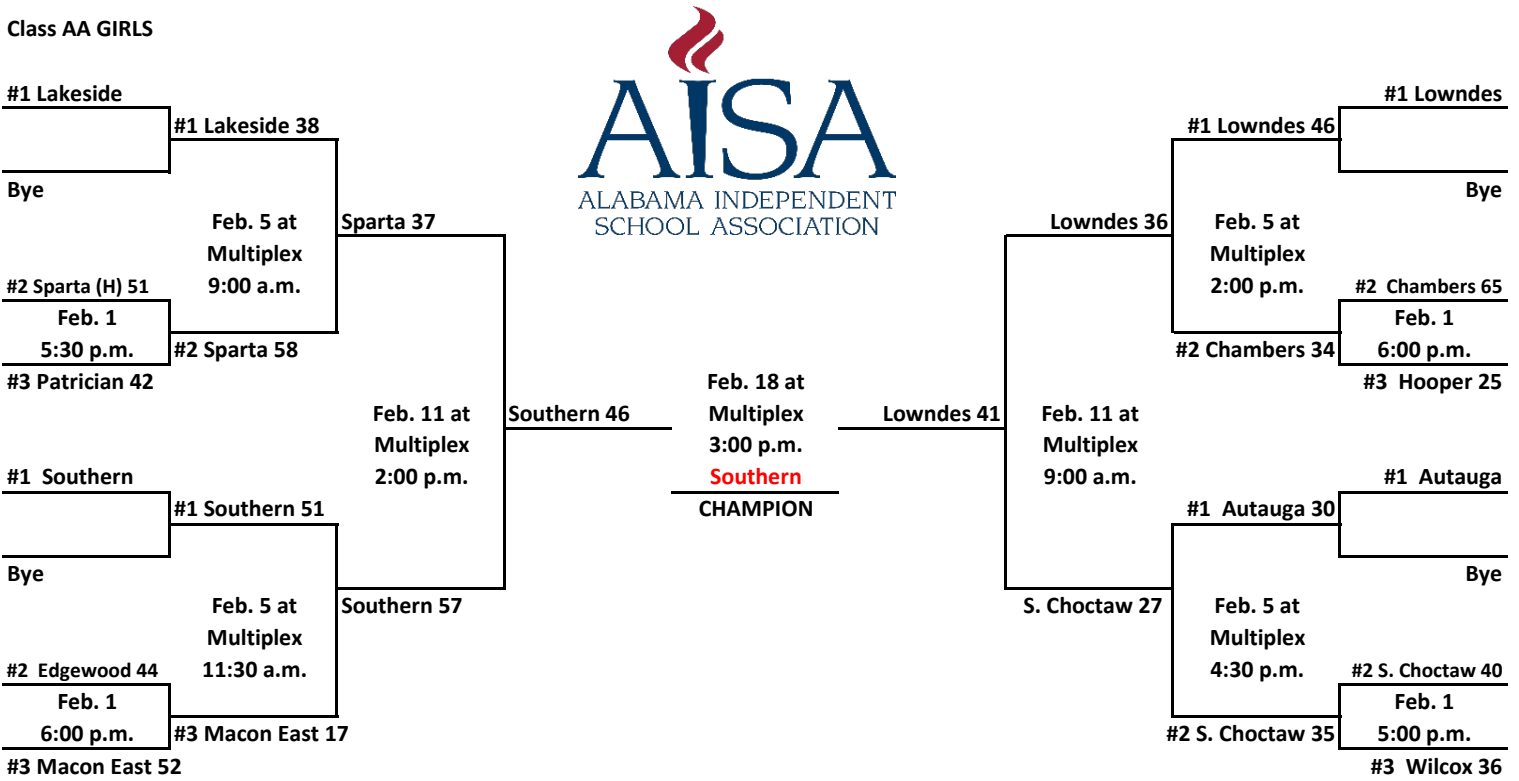 Class AA GIRLS
AISA
ALABAMA INDEPENDENT
SCHOOL ASSOCIATION
#1 Lakeside
#1 Lakeside 38
Bye
Feb. 5 at
Multiplex
9:00 a.m.
Sparta 37
#2 Sparta (H) 51
Feb. 1
5:30 p.m.
#2 Sparta 58
#3 Patrician 42
Feb. 11 at
Multiplex
2:00 p.m.
Southern 46
#1 Southern
#1 Southern 51
Bye
Feb. 5 at
Multiplex
11:30 a.m.
Southern 57
#2 Edgewood 44
Feb. 1
6:00 p.m.
#3 Macon East 17
#3 Macon East 52
Feb. 18 at
Multiplex
3:00 p.m.
Southern
CHAMPION
#1 Lowndes
#1 Lowndes 46
Bye
Lowndes 36
Feb. 5 at
Multiplex
2:00 p.m.
#2 Chambers 65
Feb. 1
6:00 p.m.
#2 Chambers 34
#3 Hooper 25
Lowndes 41
Feb. 11 at
Multiplex
9:00 a.m.
#1 Autauga
#1 Autauga 30
Bye
S. Choctaw 27
Feb. 5 at
Multiplex
4:30 p.m.
#2 S. Choctaw 40
Feb. 1
5:00 p.m.
#2 S. Choctaw 35
#3 Wilcox 36